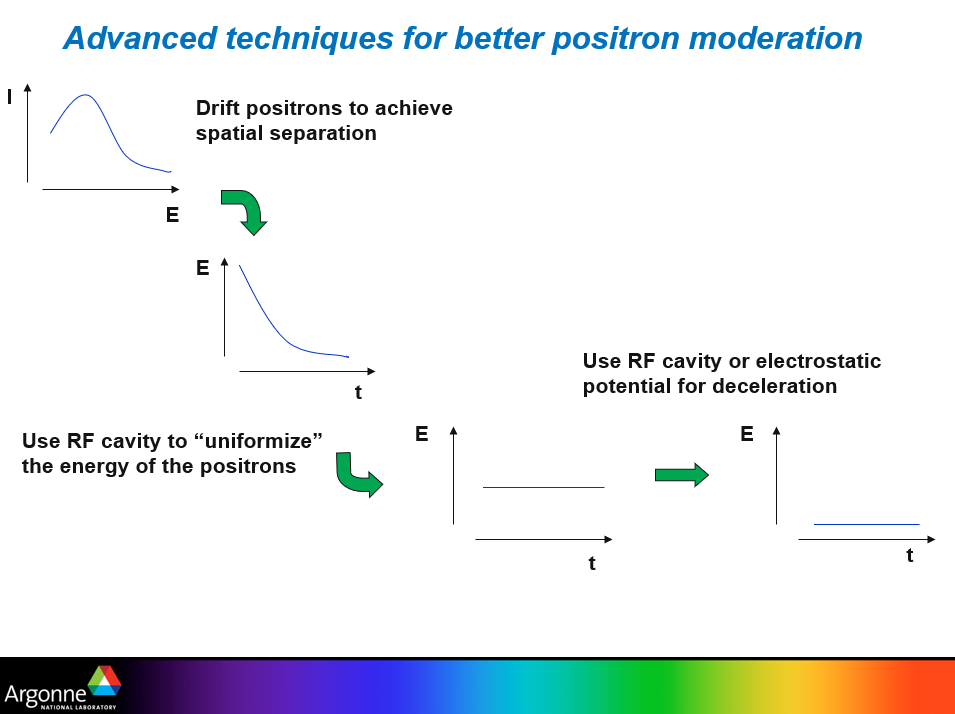 Advanced techniques for better positron moderation
I
Drift positrons to achieve
spatial separation
E
E
t
Use RF cavity or electrostatic
potential for deceleration
Use RF cavity to “uniformize”
the energy of the positrons
E
t
E
t
Argonne
NATIONAL LABORATORY